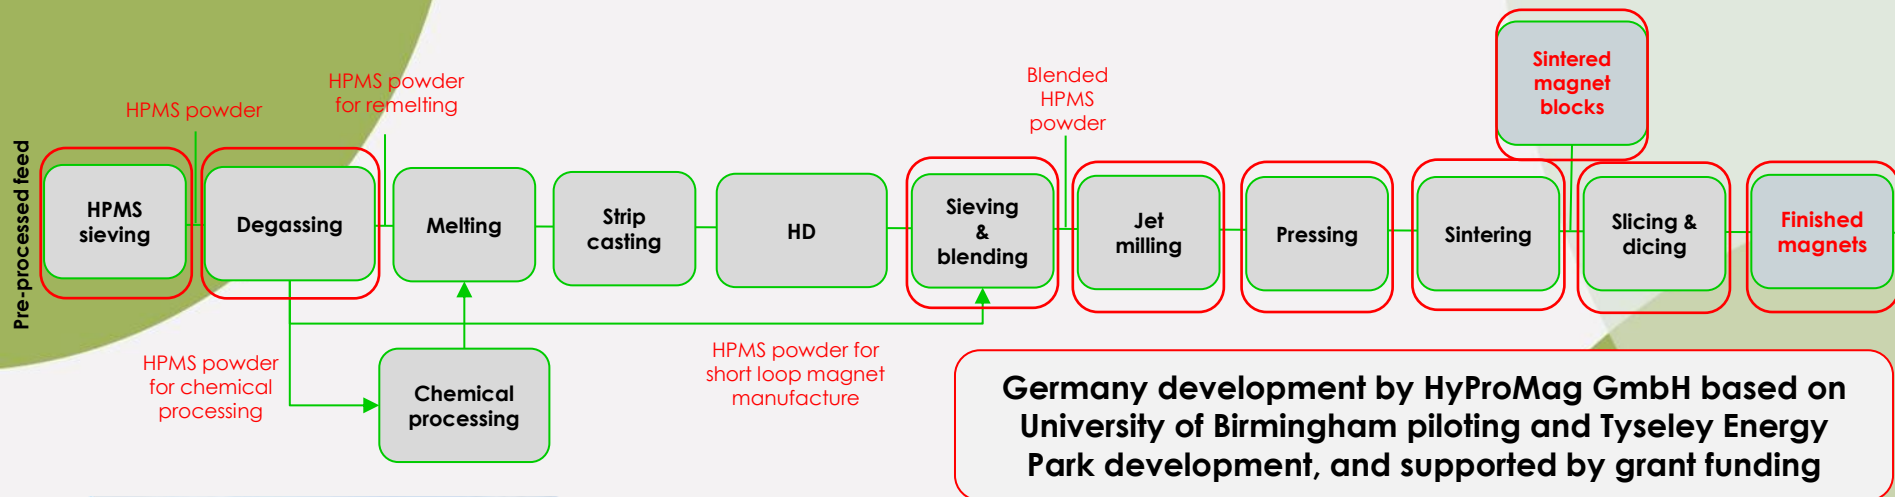 Pre-processed feed
HPMS
sieving
HPMS powder
Degassing
HPMS powder
for remelting
Melting
Strip
casting
HD
Sieving
&
blending
Blended
HPMS
powder
Jet
milling
Pressing
Sintering
Sintered
magnet
blocks
Slicing &
dicing
Finished
magnets
HPMS powder
for chemical
processing
Chemical
processing
HPMS powder for
short loop magnet
manufacture
Germany development by HyProMag GmbH based on
University of Birmingham piloting and Tyseley Energy
Park development, and supported by grant funding